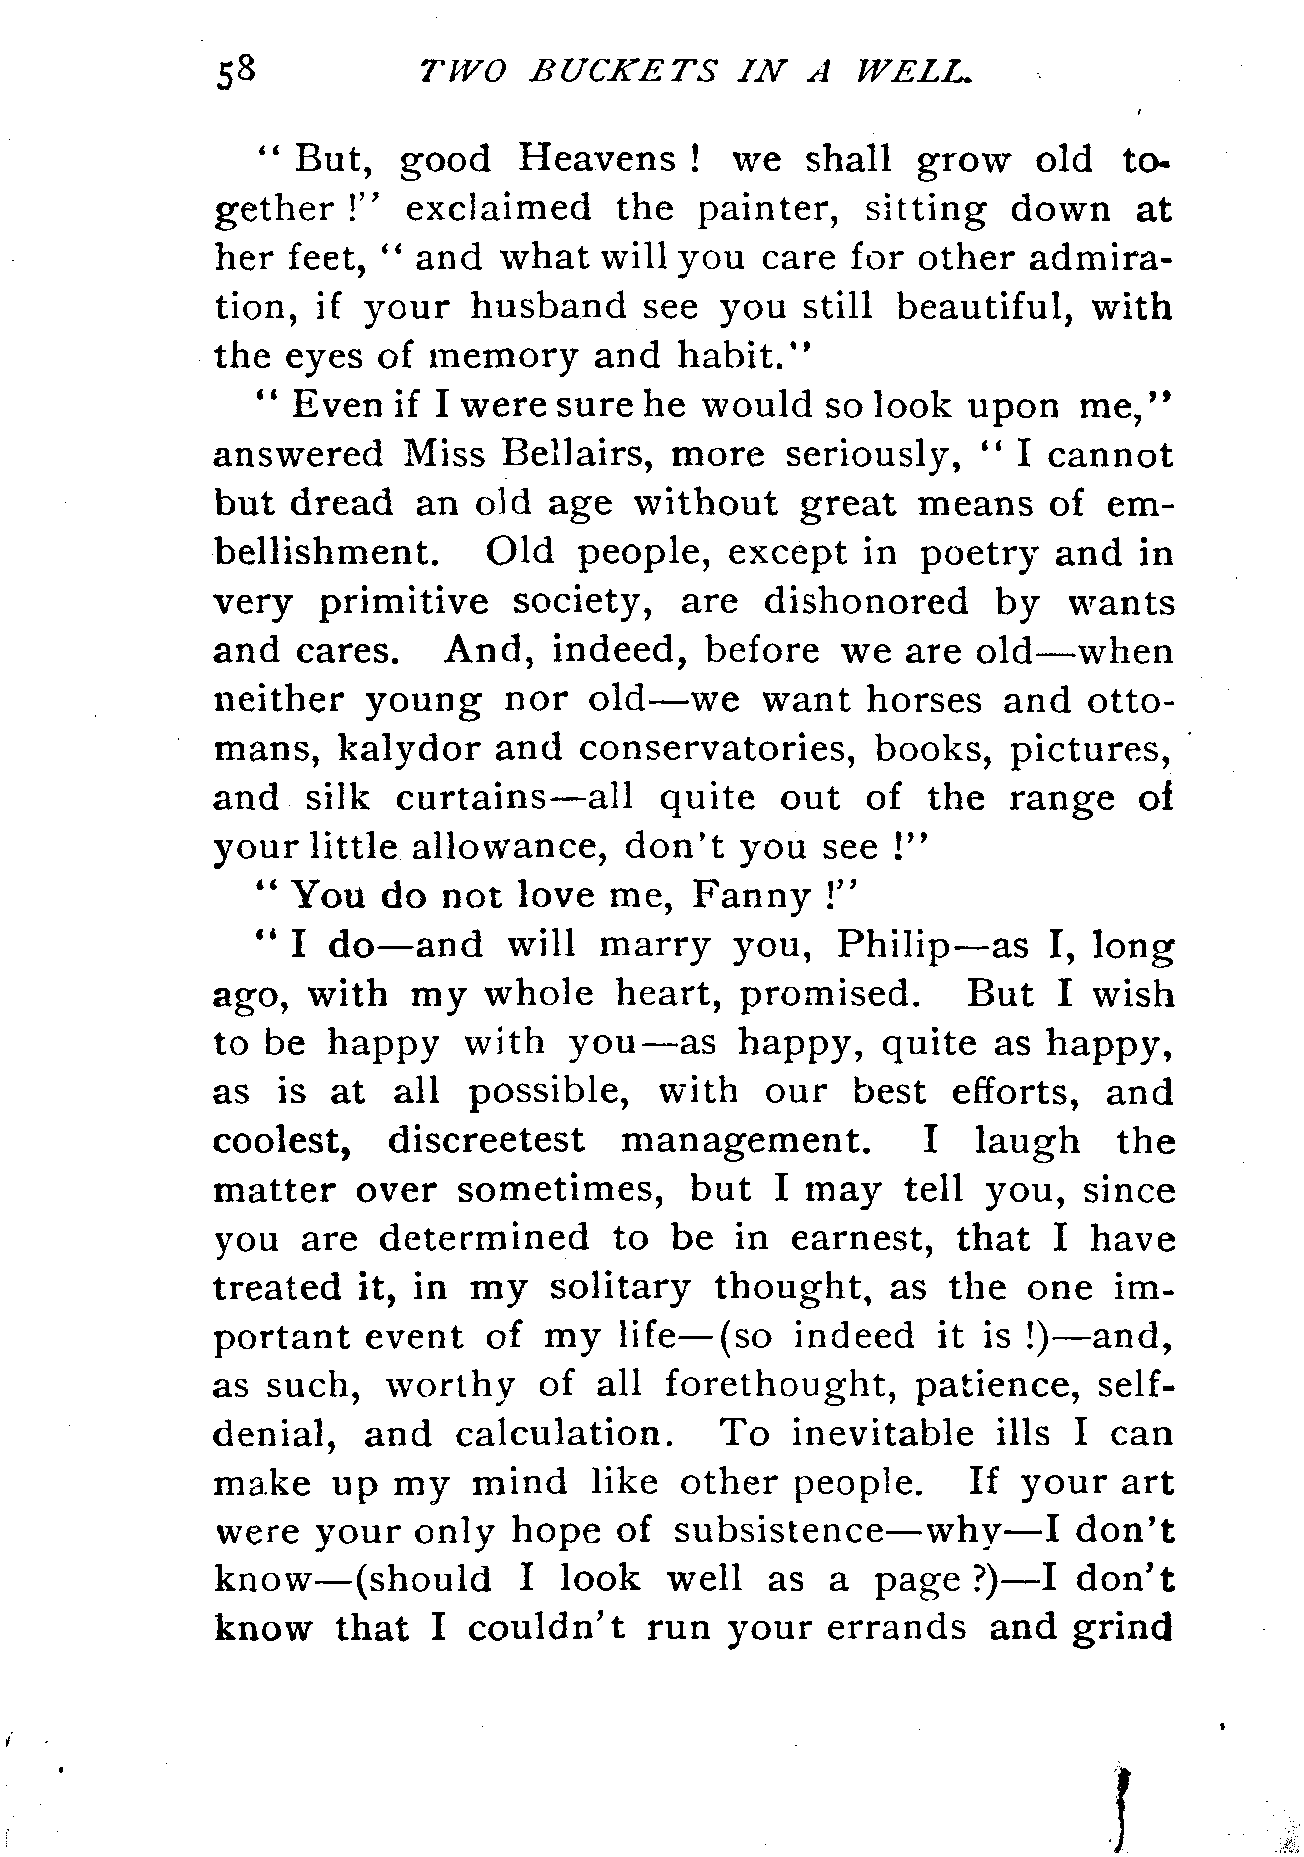 58 TWO BUCKETS IN A WELL.
“ But, good Heavens ! we shall grow old to-
gether !” exclaimed the painter, sitting down at
her feet, “ and what will you care for other admira-
tion, if your husband see you still beautiful, with
the eyes of memory and habit.”
“ Even if I were sure he would so look upon me,”
answered Miss Bellairs, more seriously, “ I cannot
but dread an old age without great means of em-
bellishment. Old people, except in poetry and in
very primitive society, are dishonored by wants
and cares. And, indeed, before we are old—when
neither young nor old—we want horses and otto-
mans, kalydor and conservatories, books, pictures,
and silk curtains—all quite out of the range of
your little allowance, don’t you see !”
“ You do not love me, Fanny !”
“ I do—and will marry you, Philip—as I, long
ago, with my whole heart, promised. But I wish
to be happy with you—as happy, quite as happy,
as is at all possible, with our best efforts, and
coolest, discreetest management. I laugh the
matter over sometimes, but I may tell you, since
you are determined to be in earnest, that I have
treated it, in my solitary thought, as the one im-
portant event of my life—(so indeed it is !)—and,
as such, worthy of all forethought, patience, self-
denial, and calculation. To inevitable ills I can
make up my mind like other people. If your art
were your only hope of subsistence—why—I don’t
know—(should I look well as a page ?)—I don’t
know that I couldn’t run your errands and grind